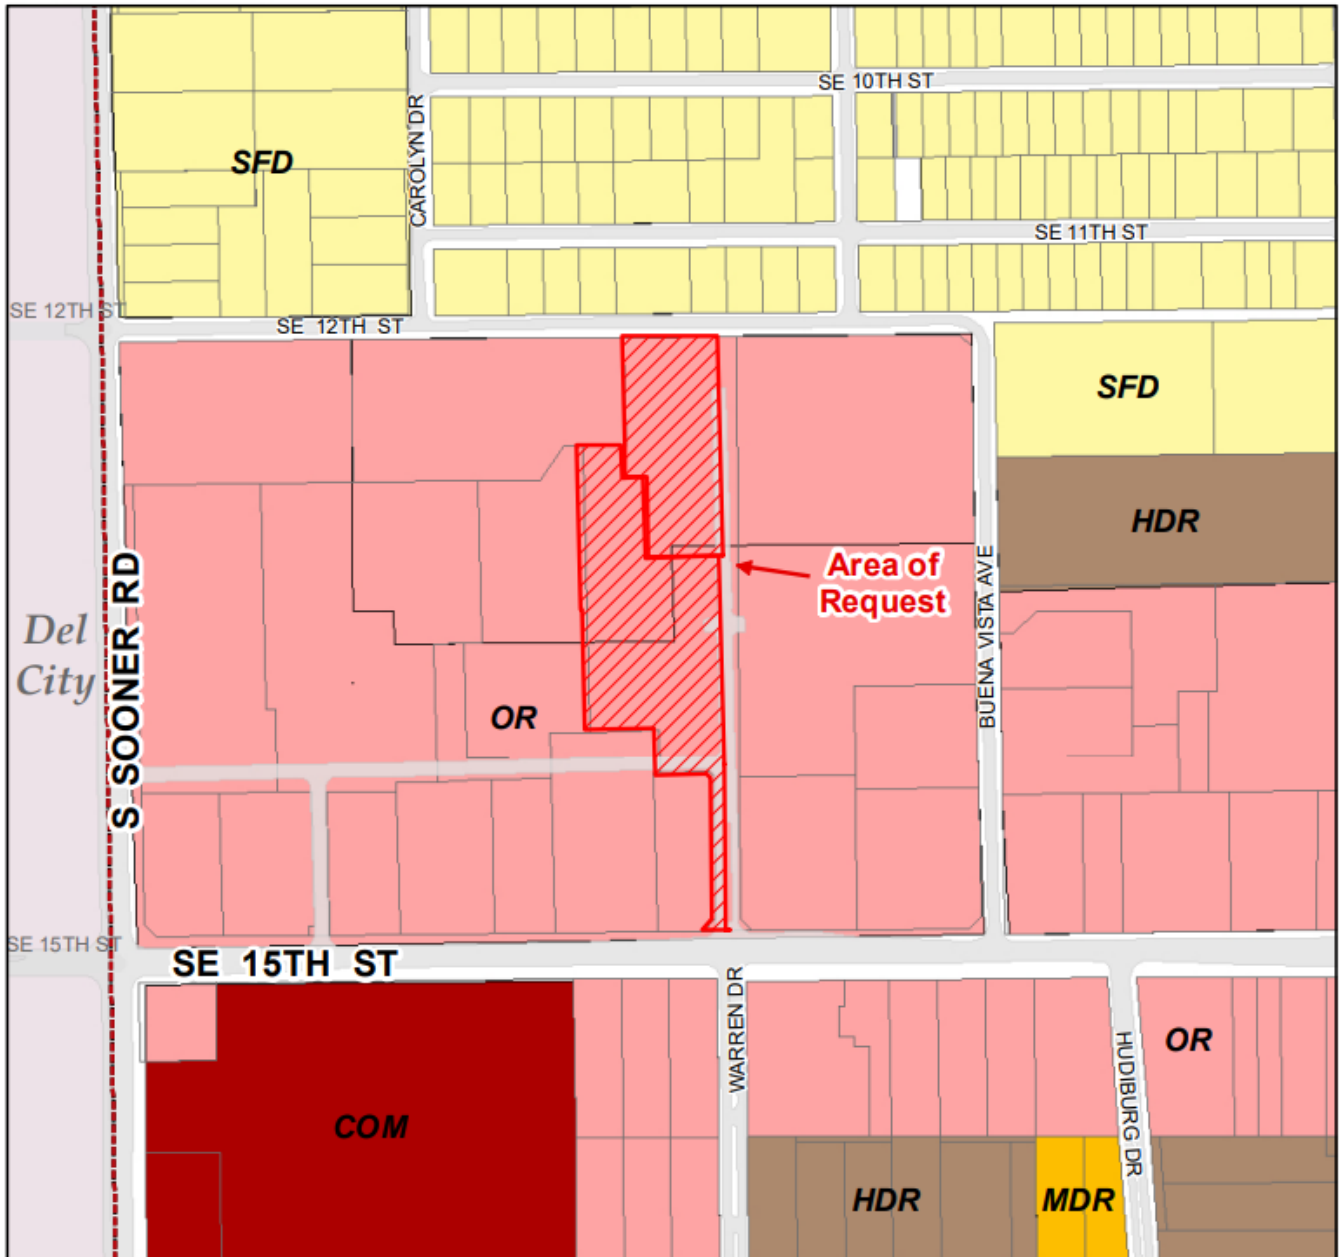 SE 10TH ST
CAROLYN DR
SFD
SE 11TH ST
SE 12TH ST
SE 12TH ST
SFD
HDR
Area of
Request
BUENA VISTA AVE
S SOONER RD
Del
City
OR
SE 15TH ST
SE 15TH ST
WARREN DR
HUDIBURG DR
OR
COM
HDR
MDR